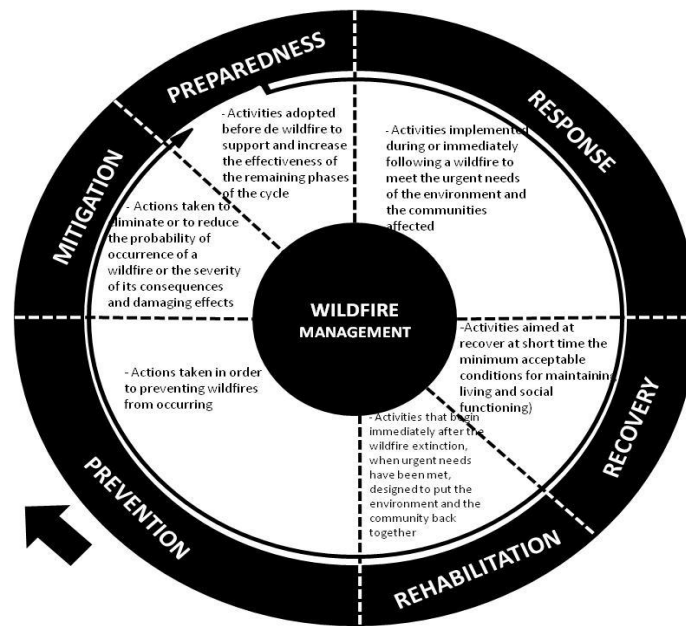 PREPAREDNESS
- Activities adopted
before de wildfire to
support and increase
the effectiveness of
the remaining phases
of the cycle
RESPONSE
- Activities implemented
during or immediately
following a wildfire to
meet the urgent needs
of the environment and
the communities
affected
MITIGATION
- Actions taken to
eliminate or to reduce
the probability of
occurrence of a
wildfire or the severity
of its consequences
and damaging effects
WILDFIRE
MANAGEMENT
-Activities aimed at
recover at short time the
minimum acceptable
conditions for maintaining
living and social
functioning)
RECOVERY
- Actions taken in order
to preventing wildfires
from occurring
PREVENTION
-Activities that begin
immediately after the
wildfire extinction,
when urgent needs
have been met,
designed to put the
environment and the
community back
together
REHABILITATION